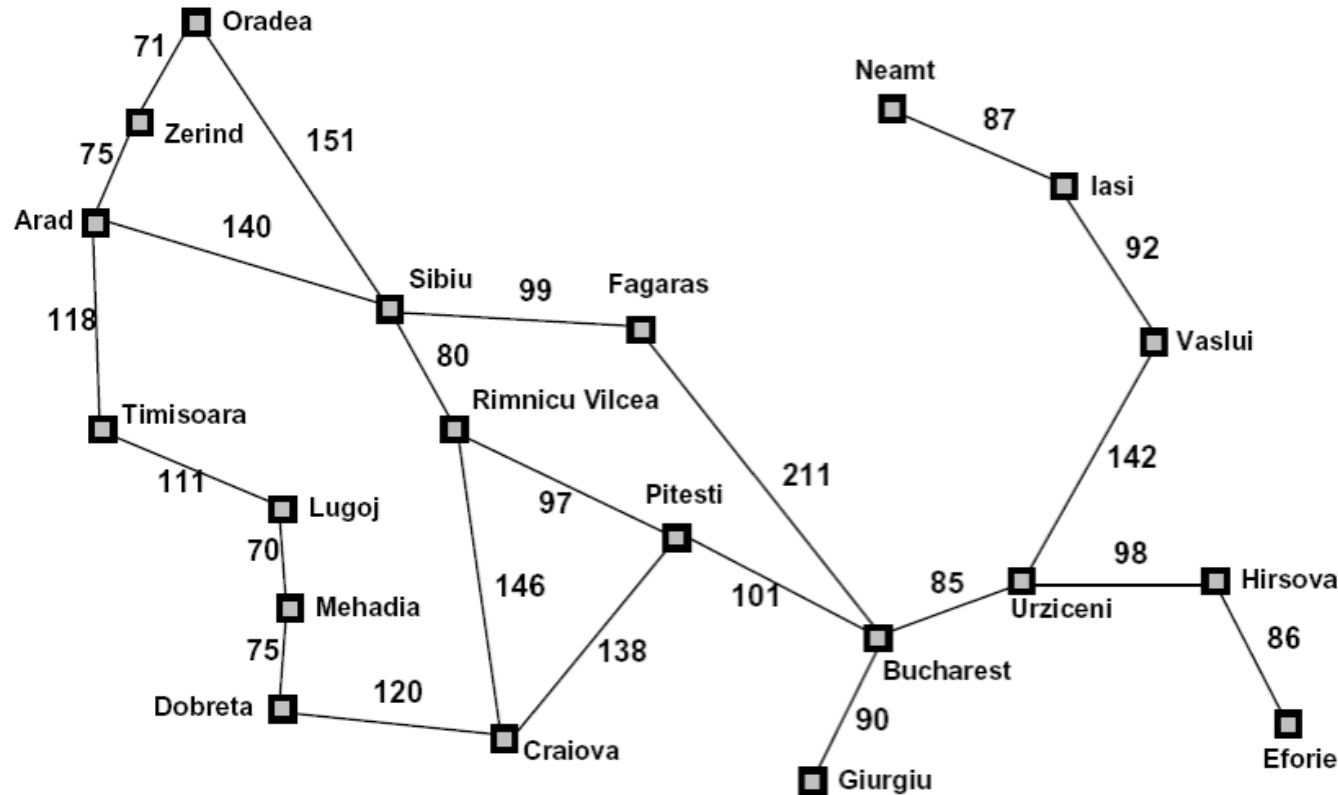 Oradea
71
Neamt
87
Zerind
151
75
Iasi
Arad
140
92
Sibiu
99
Fagaras
118
Vaslui
80
Timisoara
Rimnicu Vilcea
142
111
211
Lugoj
97
Pitesti
70
98
Hirsova
146
101
85
Urziceni
Mehadia
86
75
138
Bucharest
Dobreta
120
90
Craiova
Eforie
Giurgiu